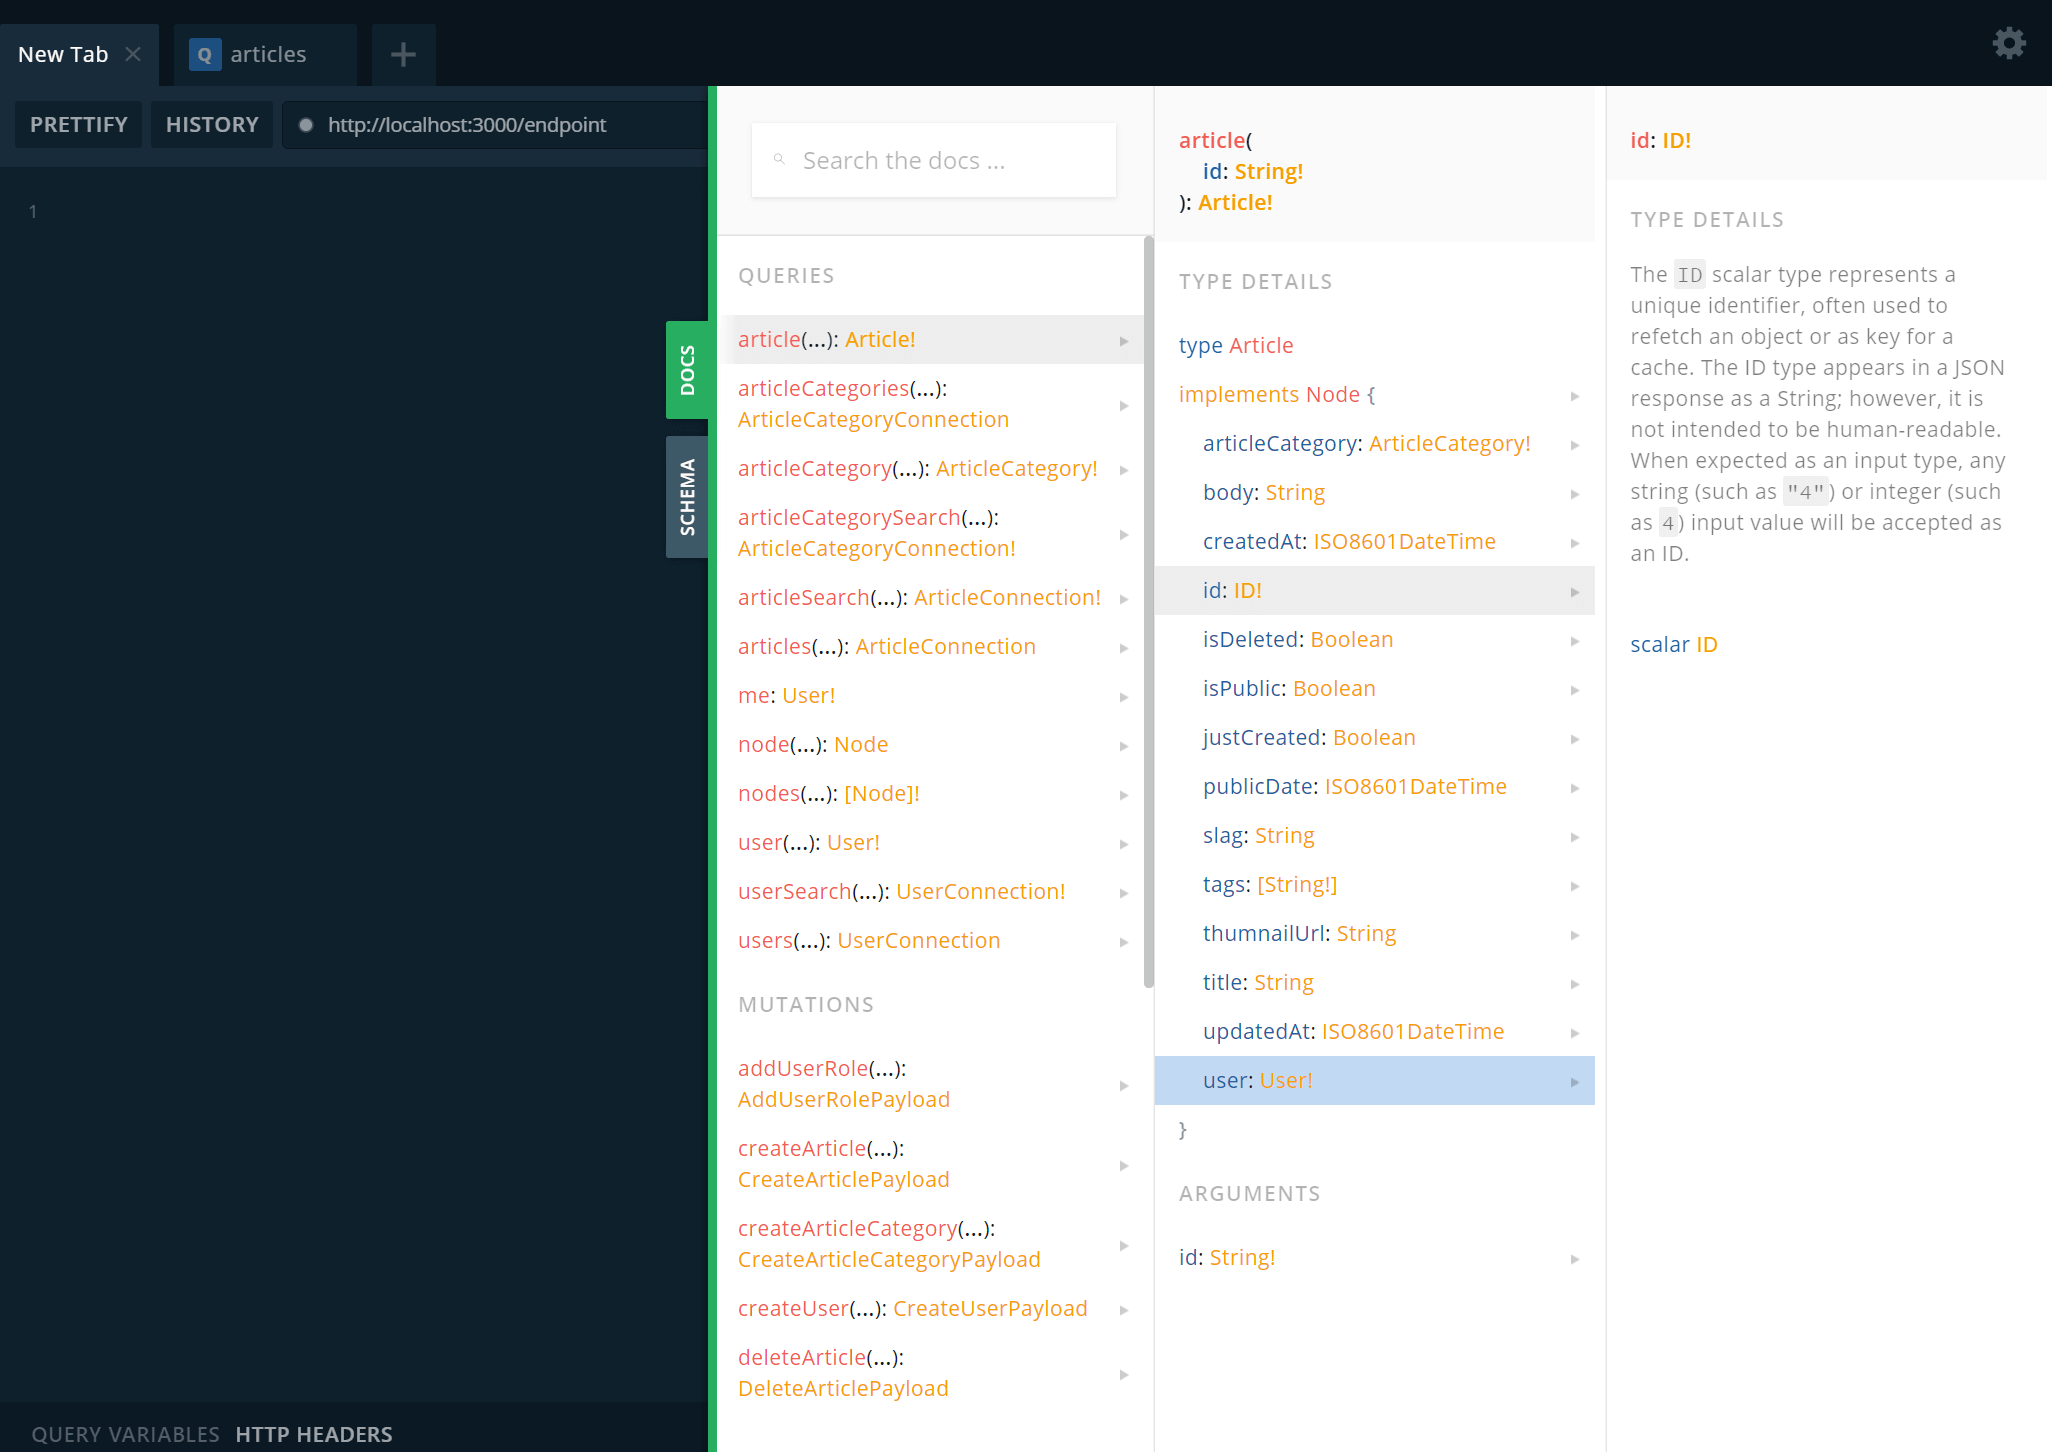 New Tab
Q articles
PRETTIFY
HISTORY
http://localhost:3000/endpoint
1
DOCS
SCHEMA
QUERY VARIABLES
HTTP HEADERS
Search the docs ...
QUERIES
article(...): Article!
articleCategories(...):
ArticleCategoryConnection
articleCategory(...): ArticleCategory!
articleCategorySearch(...):
ArticleCategoryConnection!
articleSearch(...): ArticleConnection!
articles(...): ArticleConnection
me: User!
node(...): Node
nodes(...): [Node]!
user(...): User!
userSearch(...): UserConnection!
users(...): UserConnection
MUTATIONS
addUserRole(...):
AddUserRolePayload
createArticle(...):
CreateArticlePayload
createArticleCategory(...):
CreateArticleCategoryPayload
createUser(...): CreateUserPayload
deleteArticle(...):
DeleteArticlePayload
article(
id: String!
): Article!
TYPE DETAILS
type Article
implements Node {
articleCategory: ArticleCategory!
body: String
createdAt: ISO8601DateTime
id: ID!
isDeleted: Boolean
isPublic: Boolean
justCreated: Boolean
publicDate: ISO8601DateTime
slag: String
tags: [String!]
thumnailUrl: String
title: String
updatedAt: ISO8601DateTime
user: User!
}
ARGUMENTS
id: String!
id: ID!
TYPE DETAILS
The ID scalar type represents a
unique identifier, often used to
refetch an object or as key for a
cache. The ID type appears in a JSON
response as a String; however, it is
not intended to be human-readable.
When expected as an input type, any
string (such as "4") or integer (such
as 4) input value will be accepted as
an ID.
scalar ID